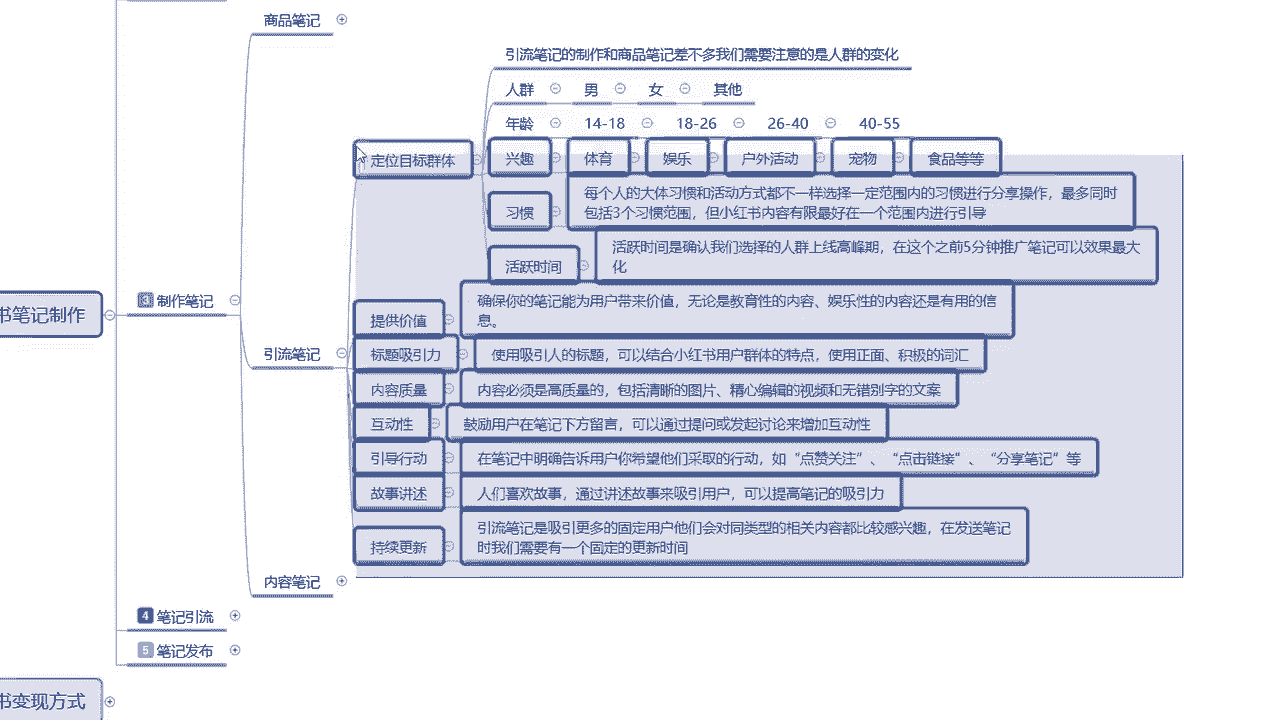 商品笔记
引流笔记的制作和商品笔记差不多我们需要注意的是人群的变化
人群 男 女 其他
年龄 14-18 18-26 26-40 40-55
定位目标群体
兴趣 体育 娱乐 户外活动 宠物 食品等等
习惯
每个人的大体习惯和活动方式都不一样选择一定范围内的习惯进行分享操作，最多同时
包括3个习惯范围，但小红书内容有限最好在一个范围内进行引导
活跃时间
活跃时间是确认我们选择的人群上线高峰期，在这个之前5分钟推广笔记可以效果最大
化
书笔记制作
3 制作笔记
引流笔记
提供价值
确保你的笔记能为用户带来价值，无论是教育性的内容、娱乐性的内容还是有用的信
息。
标题吸引力 使用吸引人的标题，可以结合小红书用户群体的特点，使用正面、积极的词汇
内容质量 内容必须是高质量的，包括清晰的图片、精心编辑的视频和无错别字的文案
互动性 鼓励用户在笔记下方留言，可以通过提问或发起讨论来增加互动性
引导行动 在笔记中明确告诉用户你希望他们采取的行动，如“点赞关注”、“点击链接”、“分享笔记”等
故事讲述 人们喜欢故事，通过讲述故事来吸引用户，可以提高笔记的吸引力
持续更新
引流笔记是吸引更多的固定用户他们会对同类型的相关内容都比较感兴趣，在发送笔记
时我们需要有一个固定的更新时间
内容笔记
4 笔记引流
5 笔记发布
书变现方式